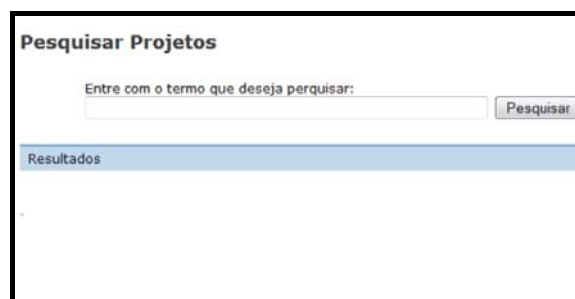 Pesquisar Projetos
Entre com o termo que deseja perquisar:
Pesquisar
Resultados